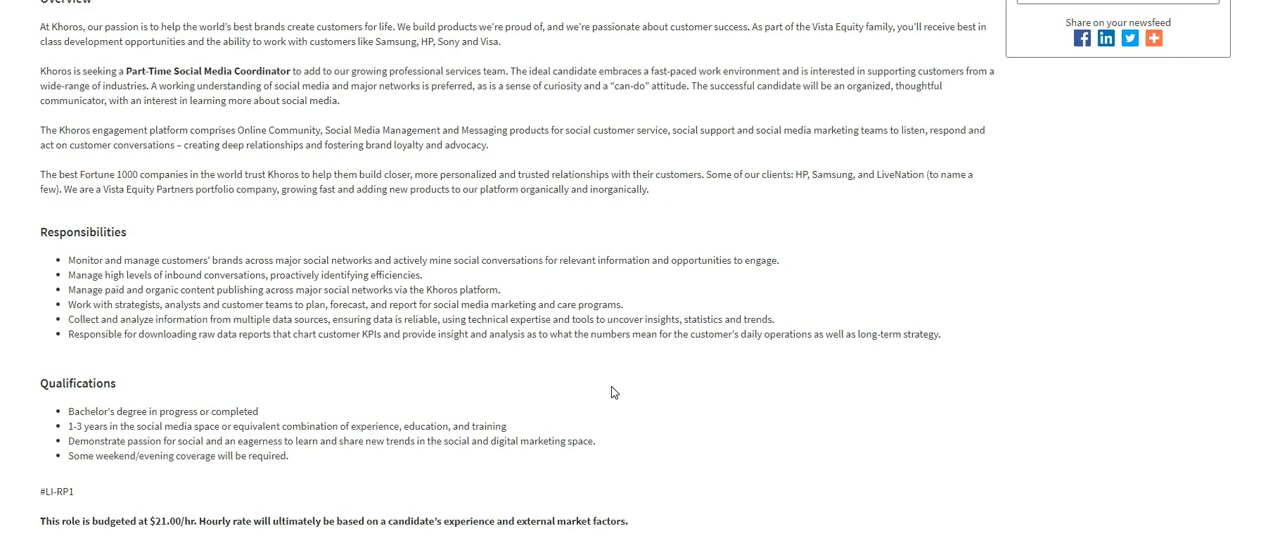 Overview
At Khoros, our passion is to help the world's best brands create customers for life. We build products we're proud of, and we're passionate about customer success. As part of the Vista Equity family, you'll receive best in
class development opportunities and the ability to work with customers like Samsung, HP, Sony and Visa.
Khoros is seeking a Part-Time Social Media Coordinator to add to our growing professional services team. The ideal candidate embraces a fast-paced work environment and is interested in supporting customers from a
wide-range of industries. A working understanding of social media and major networks is preferred, as is a sense of curiosity and a “can-do” attitude. The successful candidate will be an organized, thoughtful
communicator, with an interest in learning more about social media.
The Khoros engagement platform comprises Online Community, Social Media Management and Messaging products for social customer service, social support and social media marketing teams to listen, respond and
act on customer conversations – creating deep relationships and fostering brand loyalty and advocacy.
The best Fortune 1000 companies in the world trust Khoros to help them build closer, more personalized and trusted relationships with their customers. Some of our clients: HP, Samsung, and LiveNation (to name a
few). We are a Vista Equity Partners portfolio company, growing fast and adding new products to our platform organically and inorganically.
Responsibilities
• Monitor and manage customers' brands across major social networks and actively mine social conversations for relevant information and opportunities to engage.
• Manage high levels of inbound conversations, proactively identifying efficiencies.
• Manage paid and organic content publishing across major social networks via the Khoros platform.
• Work with strategists, analysts and customer teams to plan, forecast, and report for social media marketing and care programs.
• Collect and analyze information from multiple data sources, ensuring data is reliable, using technical expertise and tools to uncover insights, statistics and trends.
• Responsible for downloading raw data reports that chart customer KPIs and provide insight and analysis as to what the numbers mean for the customer's daily operations as well as long-term strategy.
Qualifications
• Bachelor's degree in progress or completed
• 1-3 years in the social media space or equivalent combination of experience, education, and training
• Demonstrate passion for social and an eagerness to learn and share new trends in the social and digital marketing space.
• Some weekend/evening coverage will be required.
#LI-RP1
This role is budgeted at $21.00/hr. Hourly rate will ultimately be based on a candidate’s experience and external market factors.
Share on your newsfeed